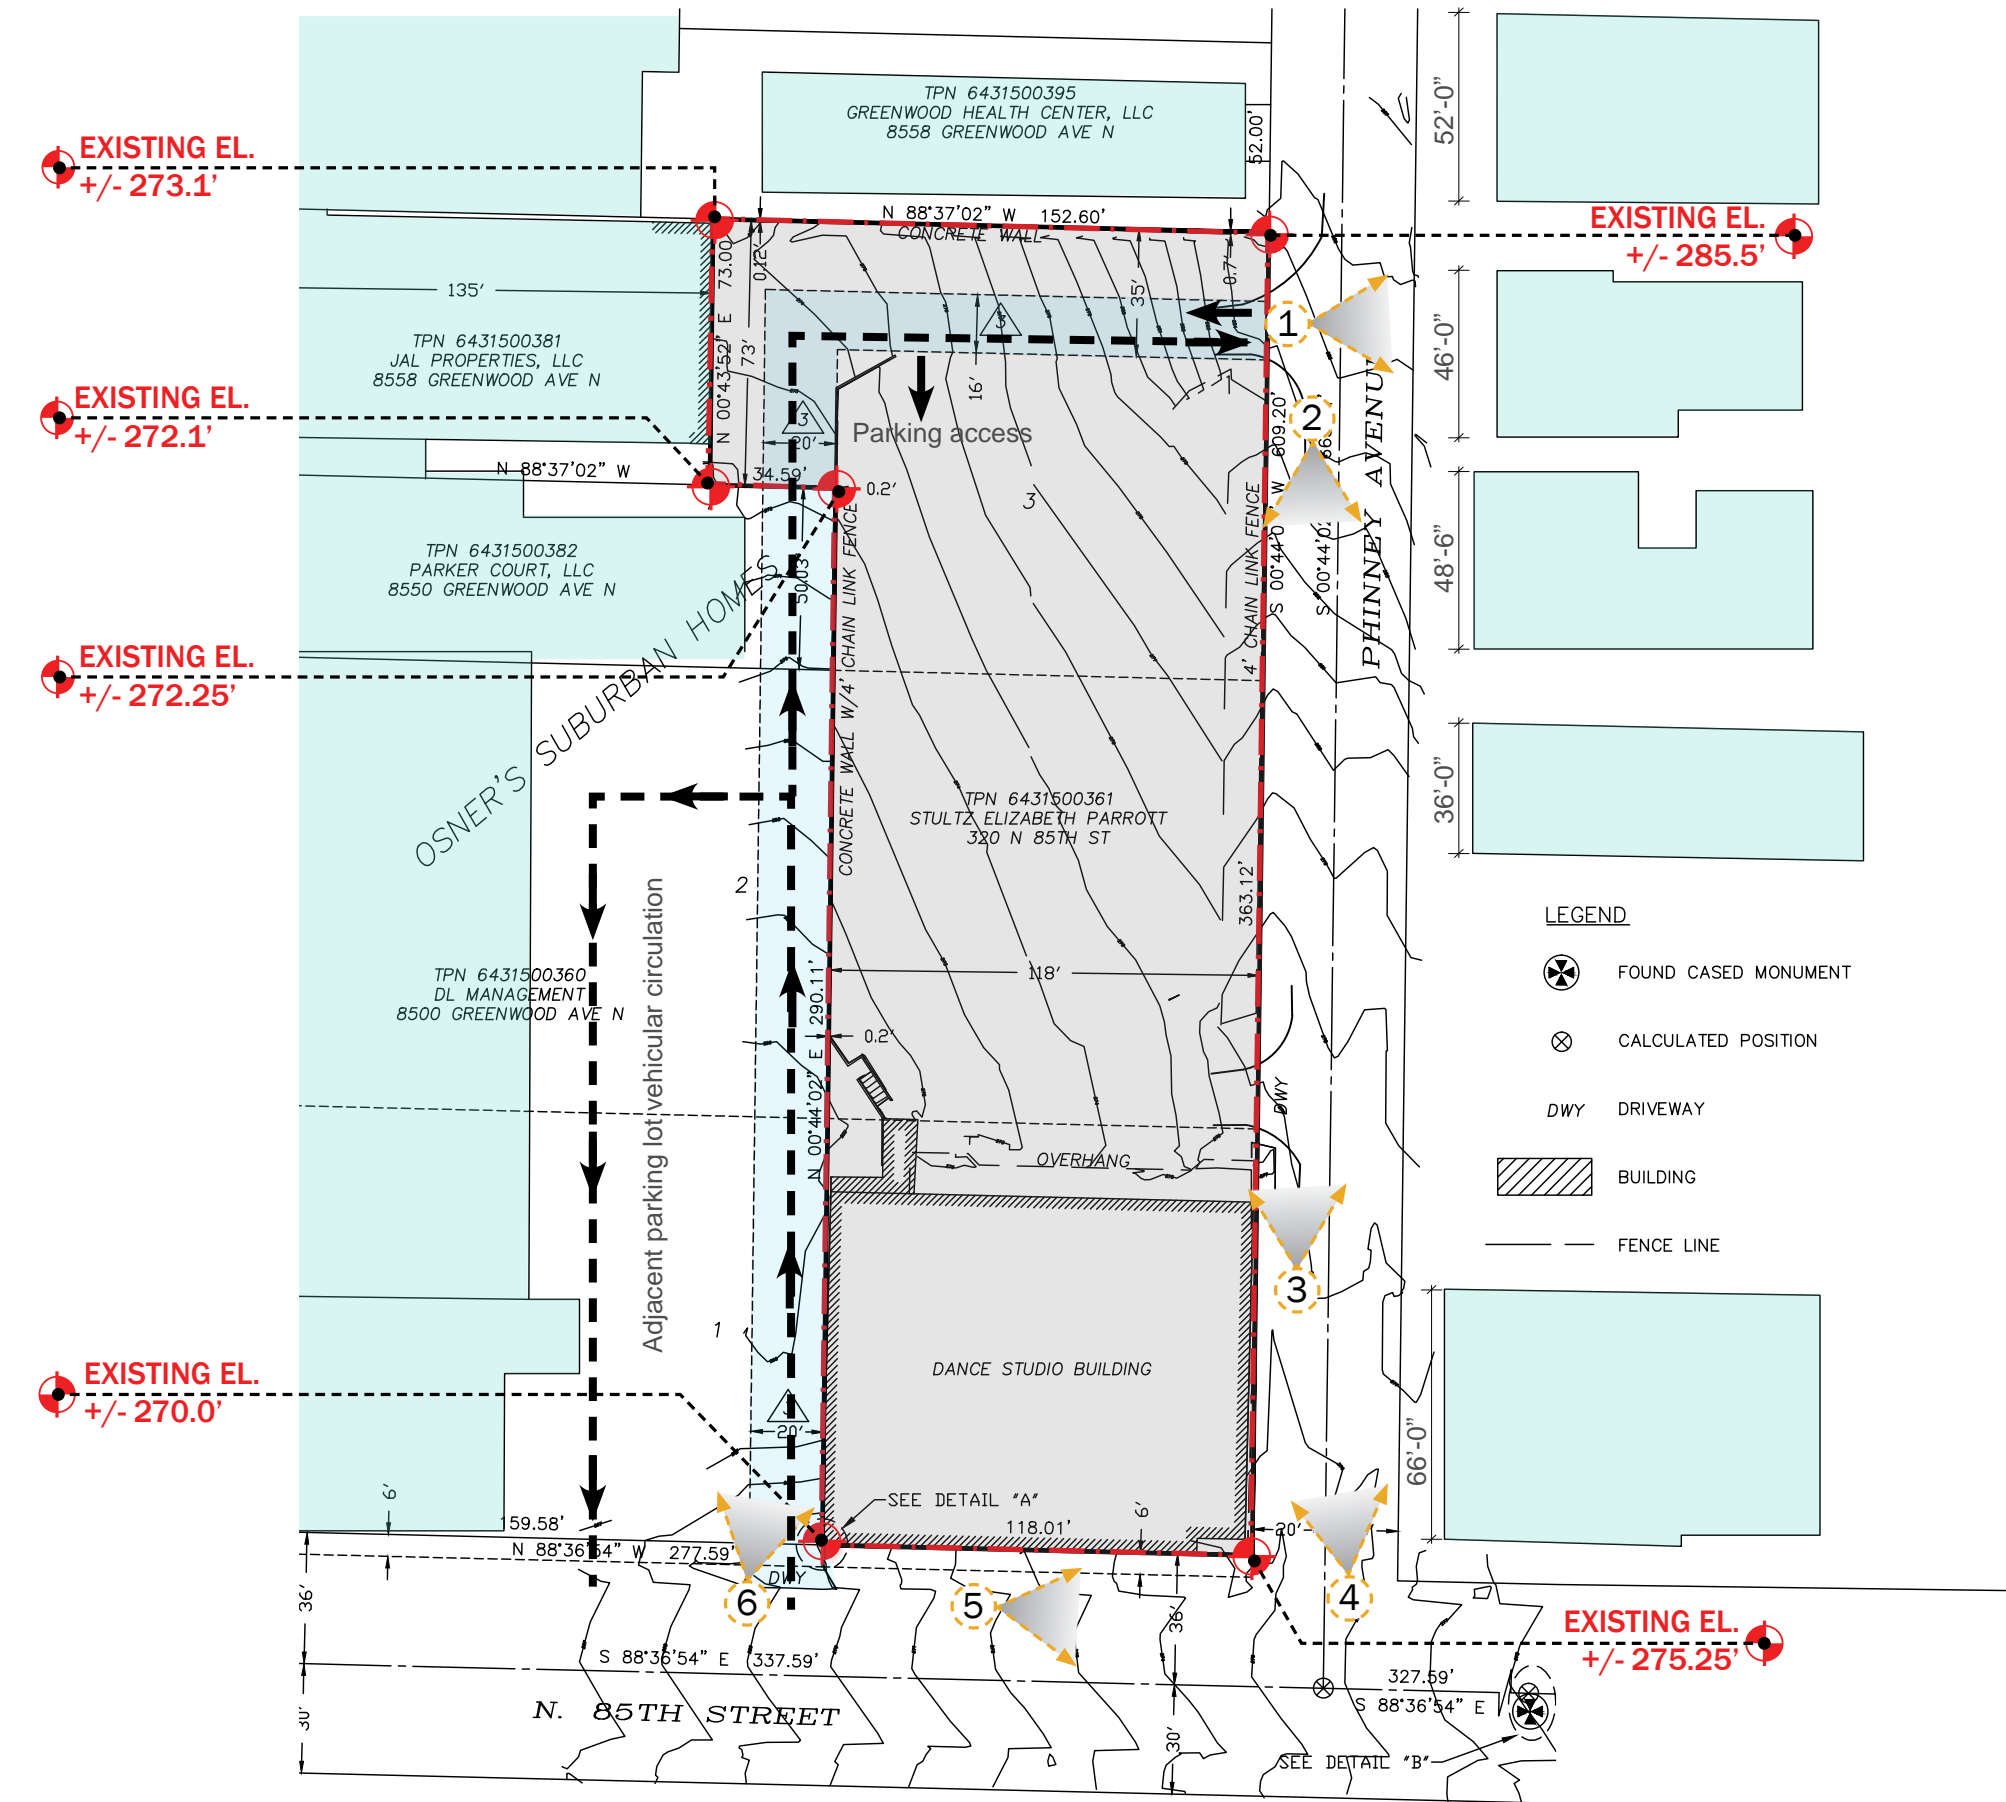 TPN 6431500395
GREENWOOD HEALTH CENTER, LLC
8558 GREENWOOD AVE N
52.00'
52'-0"
EXISTING EL.
+/- 273.1'
N 88°37'02" W 152.60'
CONCRETE WALL
EXISTING EL.
+/- 285.5'
73.00
N 00°43'52" E
73'
0.12'
0.7'
35'
135'
3
16'
1
TPN 6431500381
JAL PROPERTIES, LLC
8558 GREENWOOD AVE N
46'-0"
EXISTING EL.
+/- 272.1'
3
20'
Parking access
2
609.20'
S 00°44'0
W
S 00°44'02
66
PHINNEY AVENU
N 88°37'02" W
34.59'
0.2'
3
TPN 6431500382
PARKER COURT, LLC
8550 GREENWOOD AVE N
50.03'
48'-6"
4' CHAIN LINK FENCE
CONCRETE WALL W/4' CHAIN LINK FENCE
EXISTING EL.
+/- 272.25'
OSNER'S SUBURBAN HOMES
TPN 6431500361
STULTZ ELIZABETH PARROTT
320 N 85TH ST
36'-0"
2
363.12'
LEGEND
FOUND CASED MONUMENT
CALCULATED POSITION
DWY DRIVEWAY
BUILDING
FENCE LINE
118'
TPN 6431500360
DL MANAGEMENT
8500 GREENWOOD AVE N
Adjacent parking lot vehicular circulation
N 00°44'02" E 290.11'
0.2'
DWY
OVERHANG
3
1
DANCE STUDIO BUILDING
EXISTING EL.
+/- 270.0'
3
20'
66'-0"
SEE DETAIL "A"
118.01'
6'
6'
20'
159.58'
N 88°36'54" W 277.59'
DWY
6
5
4
36'
36'
EXISTING EL.
+/- 275.25'
S 88°36'54" E 337.59'
327.59'
S 88°36'54" E
N. 85TH STREET
30'
30'
SEE DETAIL "B"